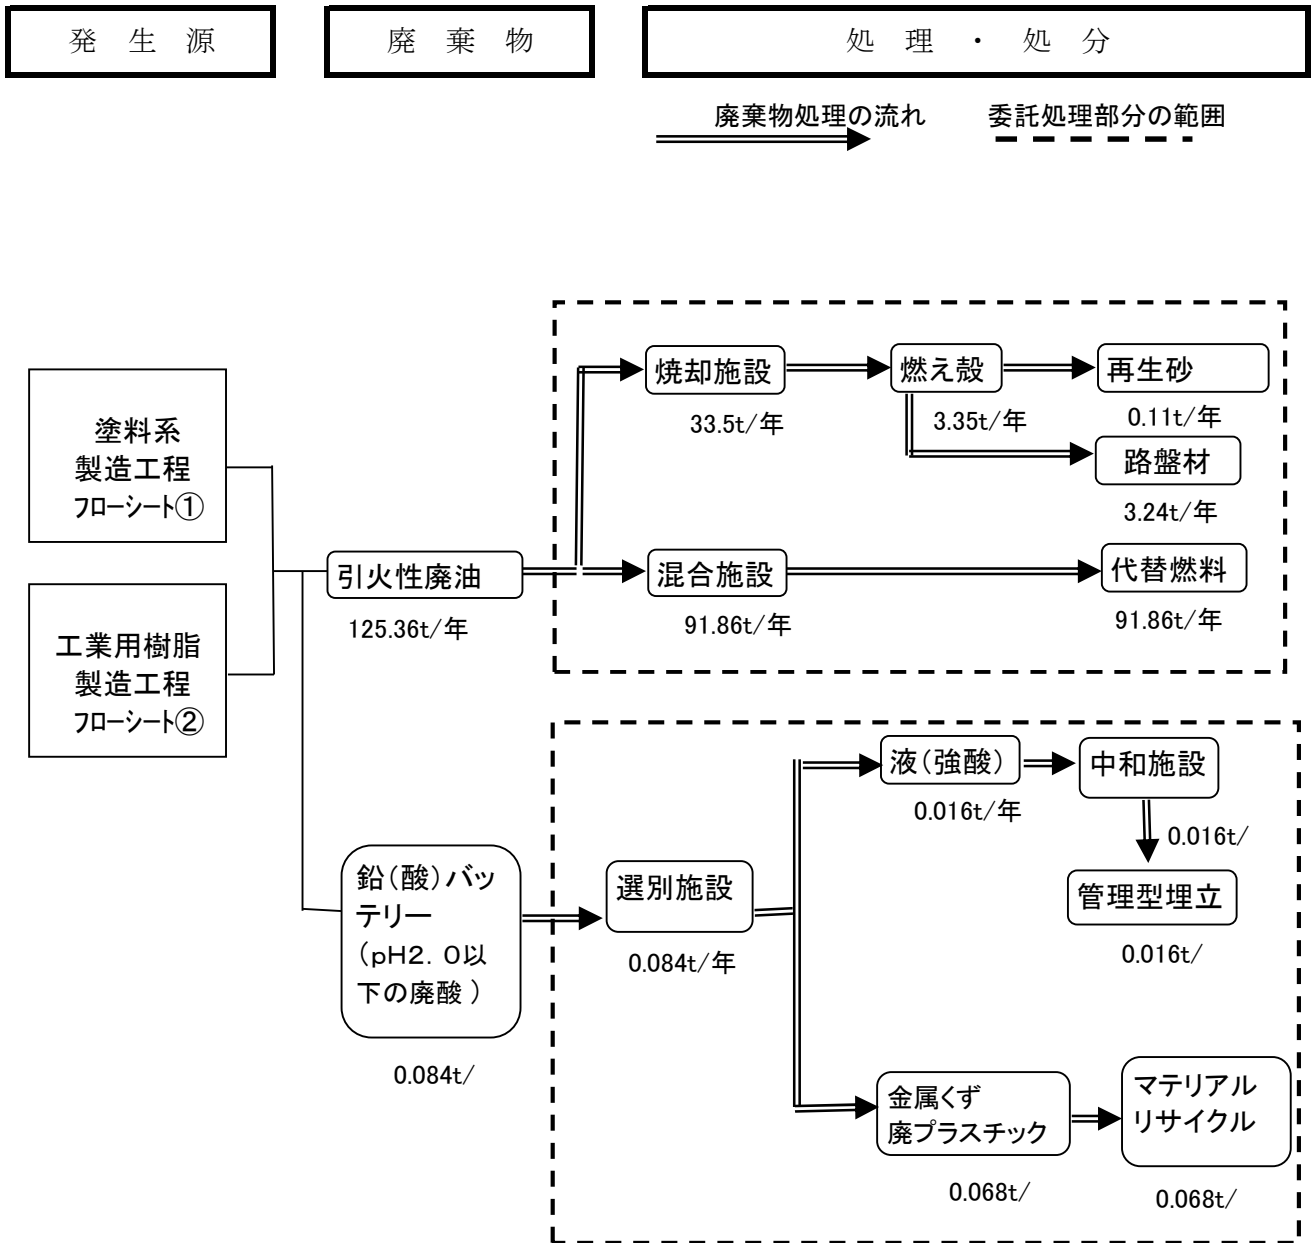 発 生 源
廃 棄 物
処 理 ・ 処 分
廃棄物処理の流れ
委託処理部分の範囲
塗料系
製造工程
フローシート①
工業用樹脂
製造工程
フローシート②
引火性廃油
125.36t/年
焼却施設
33.5t/年
燃え殻
3.35t/年
再生砂
0.11t/年
路盤材
3.24t/年
混合施設
91.86t/年
代替燃料
91.86t/年
鉛(酸)バッ
テリー
(pH2.0以
下の廃酸 )
0.084t/
選別施設
0.084t/年
液(強酸)
0.016t/年
中和施設
0.016t/
管理型埋立
0.016t/
金属くず
廃プラスチック
0.068t/
マテリアル
リサイクル
0.068t/